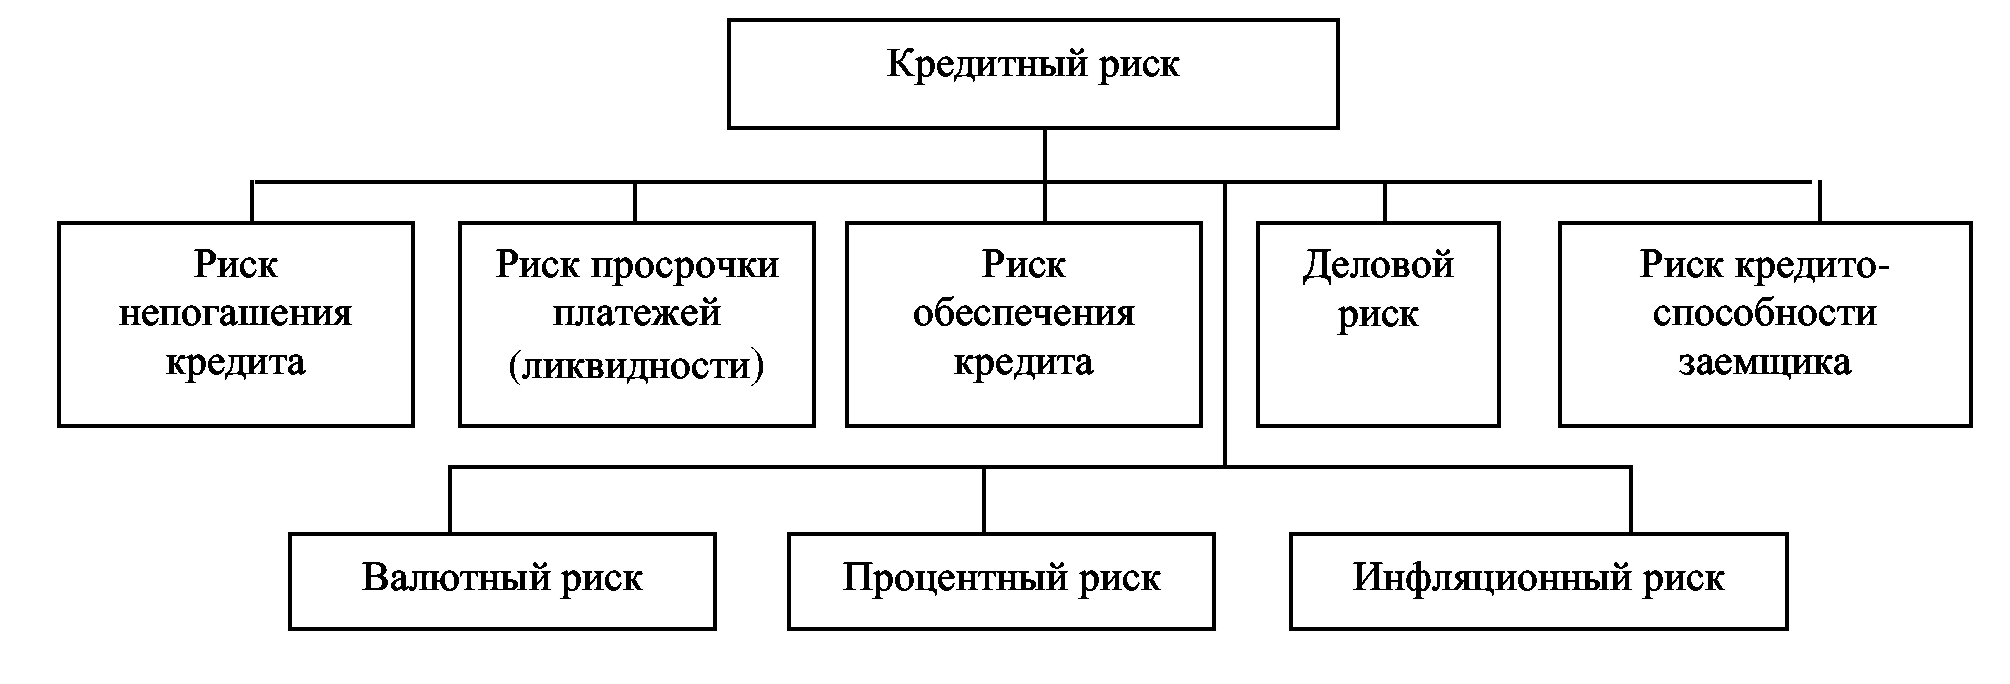 Кредитный риск
Риск
непогашения
кредита
Риск просрочки
платежей
(ликвидности)
Риск
обеспечения
кредита
Деловой
риск
Риск кредито-
способности
заемщика
Валютный риск
Процентный риск
Инфляционный риск